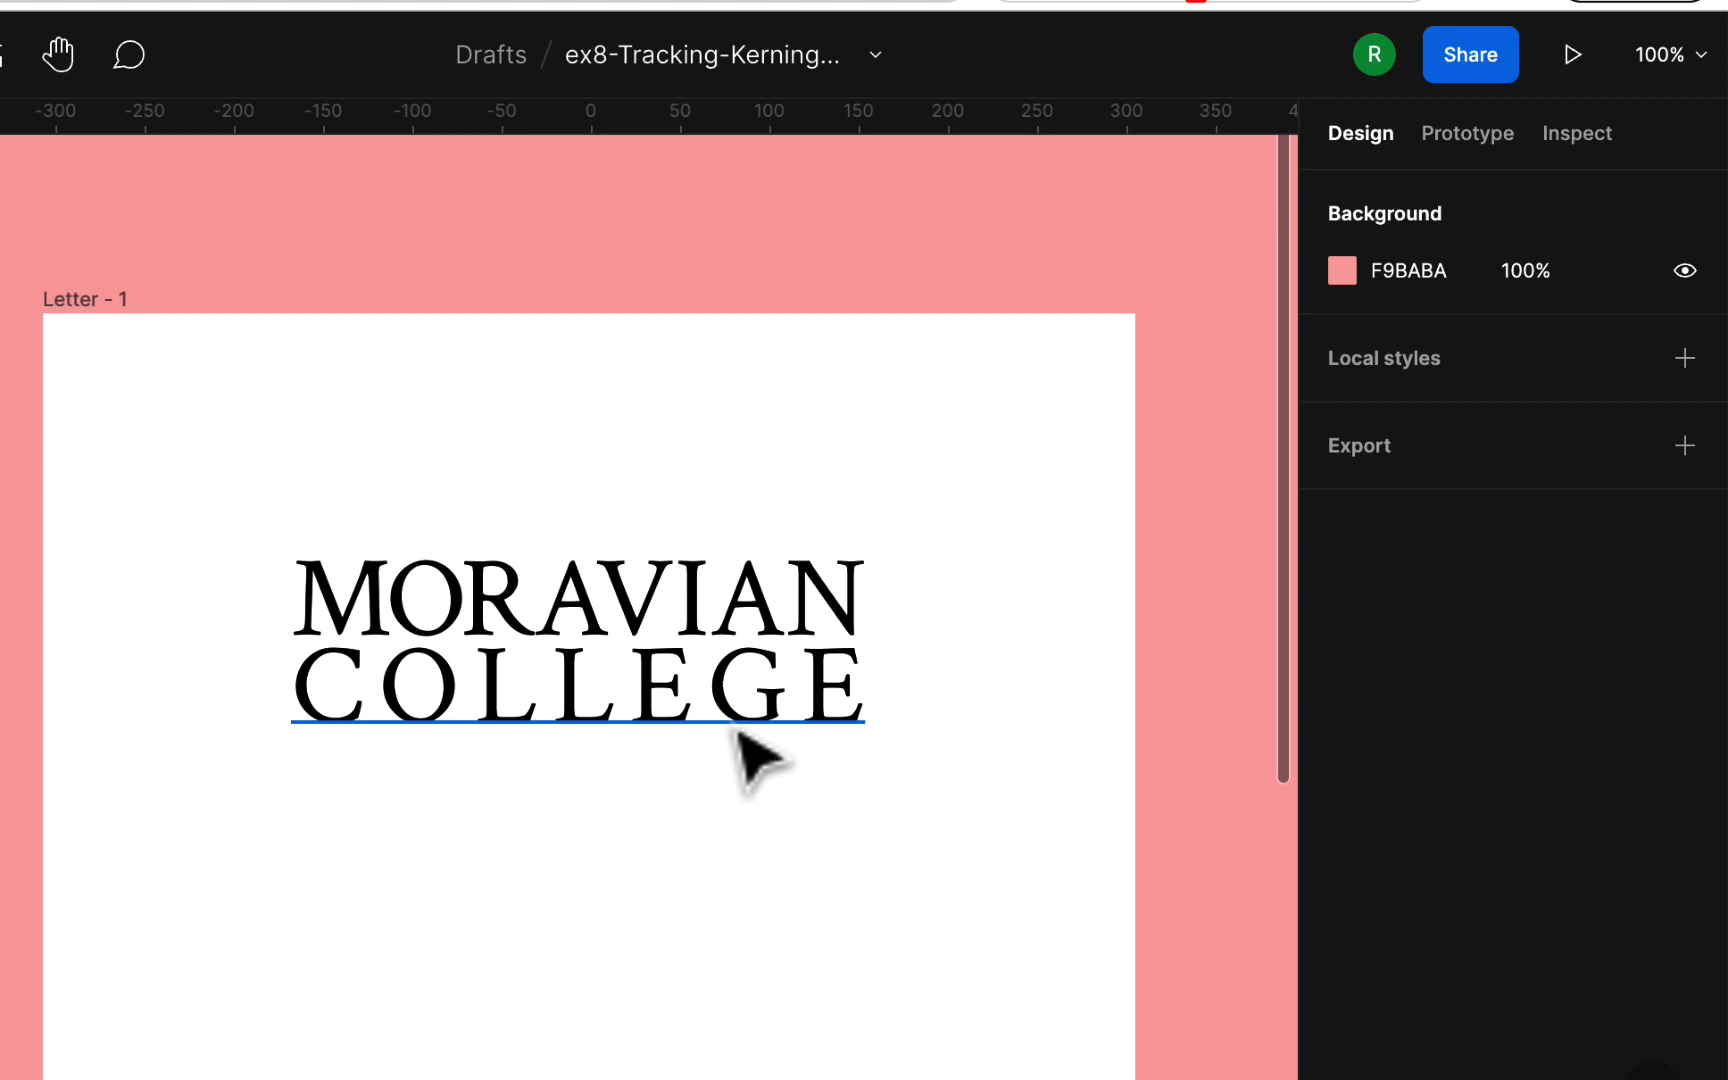 Drafts / ex8-Tracking-Kerning...
R
Share
100%
-300 -250 -200 -150 -100 -50 0 50 100 150 200 250 300 350 4
Design Prototype Inspect
Background
F9BABA 100%
Local styles
Export
Letter - 1
MORAVIAN
COLLEGE